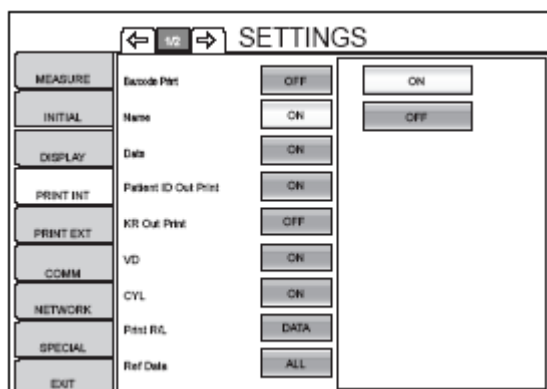 1/2 SETTINGS
MEASURE
INITIAL
DISPLAY
PRINT INT
PRINT EXT
COMM
NETWORK
SPECIAL
EXIT
Barcode Print OFF
Name ON
Date ON
Patient ID Out Print ON
KR Out Print OFF
VD ON
CYL ON
Print R/L DATA
Ref Data ALL
ON
OFF